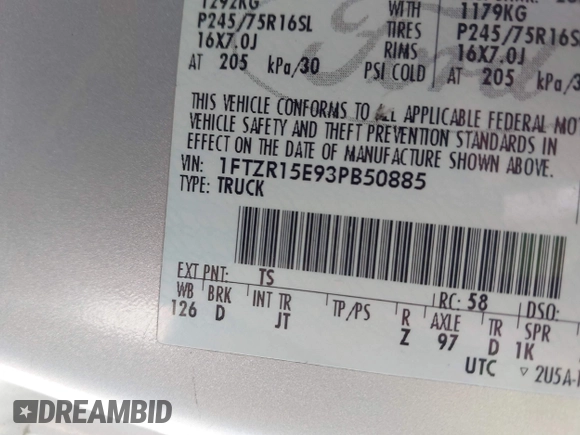 1292KG WITH 1179KG
P245/75R16SL TIRES P245/75R16SL
16X7.0J RIMS 16X7.0J
AT 205 kPa/30 PSI COLD AT 205 kPa/3
Ford
THIS VEHICLE CONFORMS TO ALL APPLICABLE FEDERAL MOT
VEHICLE SAFETY AND THEFT PREVENTION STANDARDS IN
EFFECT ON THE DATE OF MANUFACTURE SHOWN ABOVE.
VIN: 1FTZR15E93PB50885
TYPE: TRUCK
EXT PNT: TS RC: 58 DSO:
WB BRK INT TR TP/PS R AXLE TR SPR
126 D JT Z 97 D 1K
UTC ▽ 2U5A-
DREAMBID